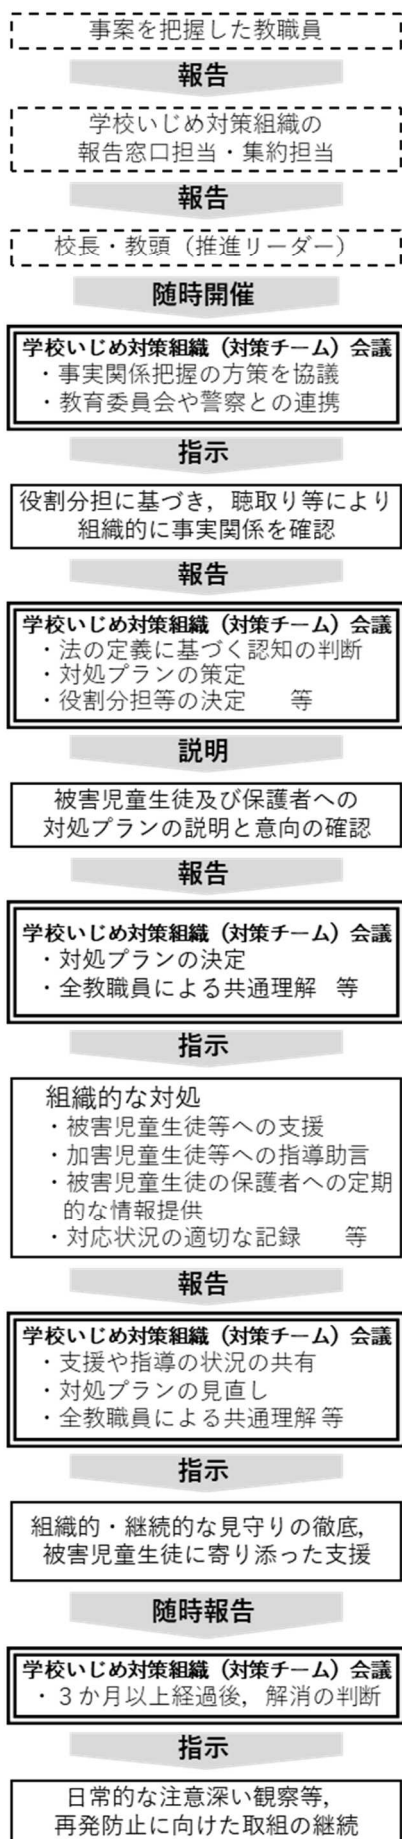 事案を把握した教職員
報告
学校いじめ対策組織の
報告窓口担当・集約担当
報告
校長・教頭（推進リーダー）
随時開催
学校いじめ対策組織（対策チーム）会議
・事実関係把握の方策を協議
・教育委員会や警察との連携
指示
役割分担に基づき，聴取り等により
組織的に事実関係を確認
報告
学校いじめ対策組織（対策チーム）会議
・法の定義に基づく認知の判断
・対処プランの策定
・役割分担等の決定　　等
説明
被害児童生徒及び保護者への
対処プランの説明と意向の確認
報告
学校いじめ対策組織（対策チーム）会議
・対処プランの決定
・全教職員による共通理解　等
指示
組織的な対処
・被害児童生徒等への支援
・加害児童生徒等への指導助言
・被害児童生徒の保護者への定期
的な情報提供
・対応状況の適切な記録　　等
報告
学校いじめ対策組織（対策チーム）会議
・支援や指導の状況の共有
・対処プランの見直し
・全教職員による共通理解 等
指示
組織的・継続的な見守りの徹底，
被害児童生徒に寄り添った支援
随時報告
学校いじめ対策組織（対策チーム）会議
・３か月以上経過後，解消の判断
指示
日常的な注意深い観察等，
再発防止に向けた取組の継続